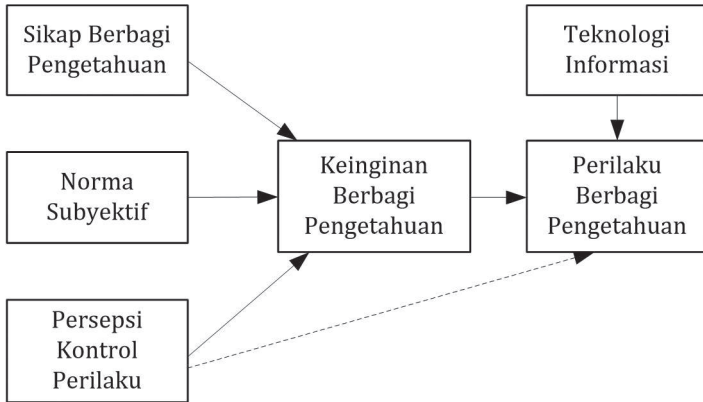 Sikap Berbagi
Pengetahuan
Teknologi
Informasi
Norma
Subyektif
Keinginan
Berbagi
Pengetahuan
Perilaku
Berbagi
Pengetahuan
Persepsi
Kontrol
Perilaku